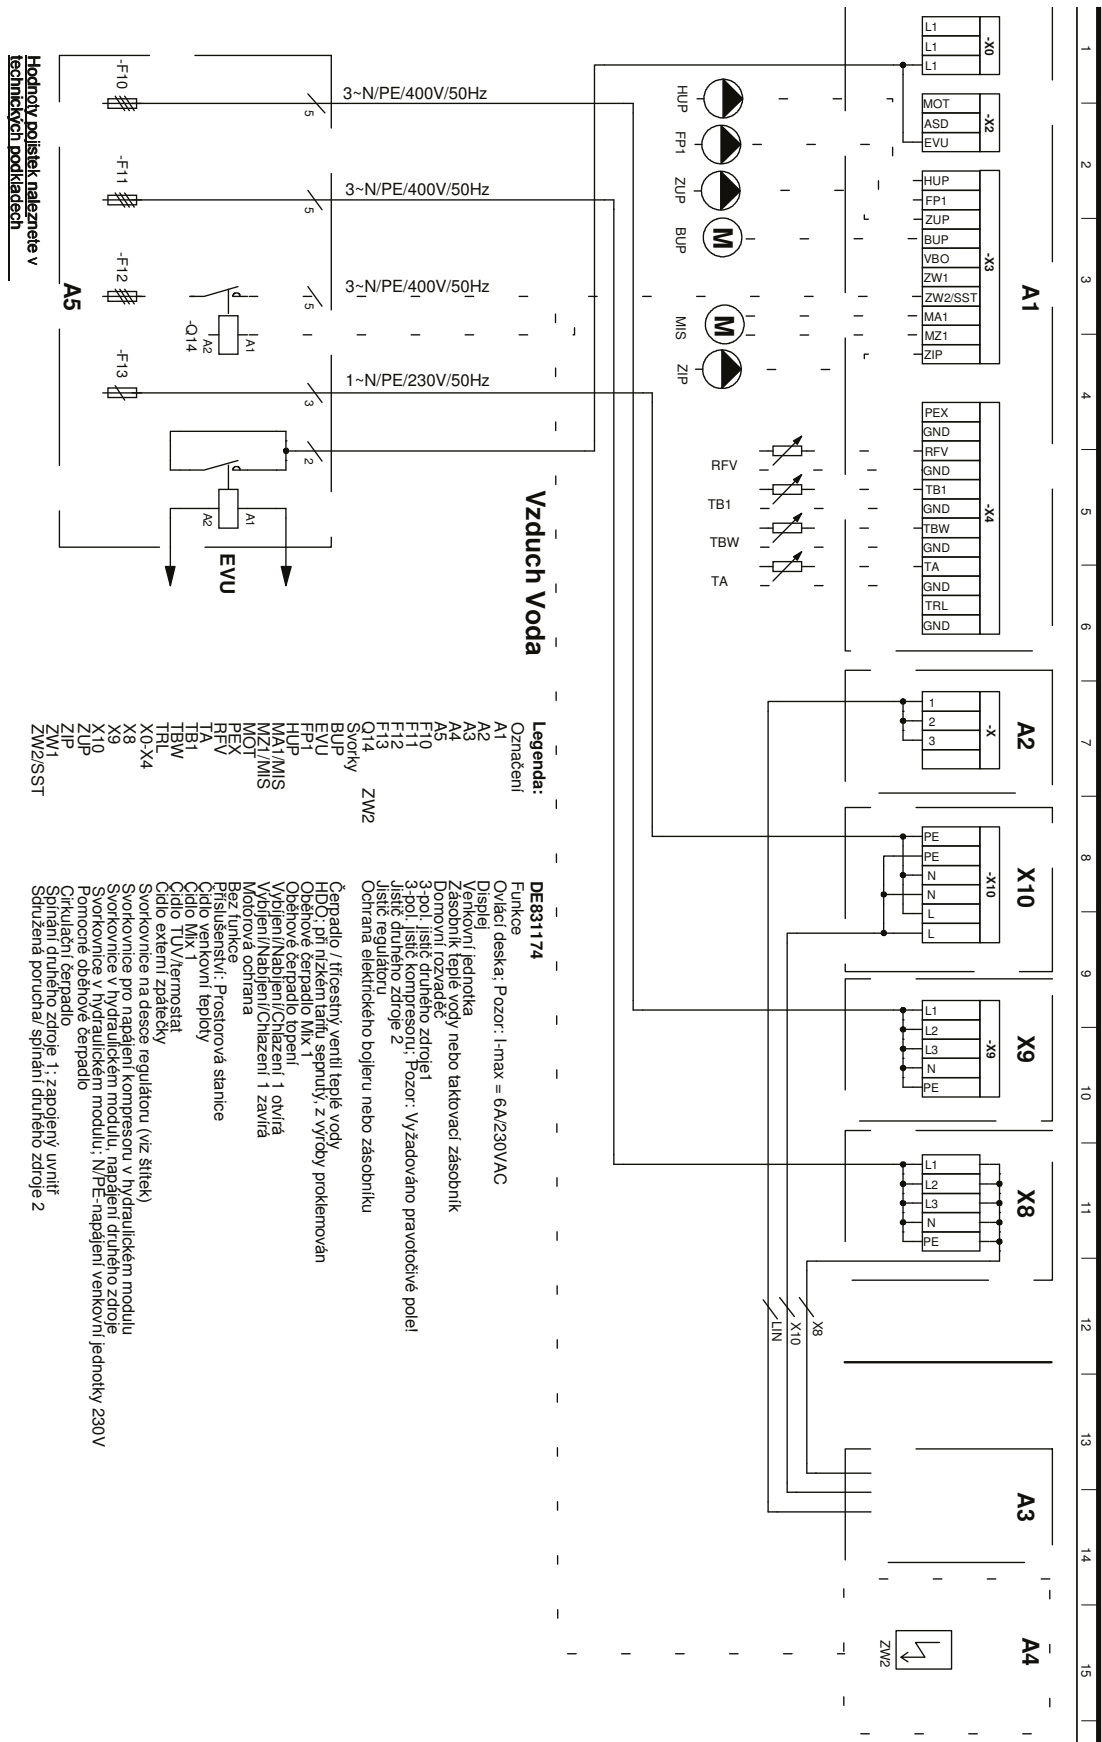 1
2
3
4
5
6
7
8
9
10
11
12
13
14
15
A1
-X0
L1
L1
L1
-X2
MOT
ASD
EVU
-X3
HUP
FP1
ZUP
BUP
VBO
ZW1
ZW2/SST
MA1
MZ1
ZIP
-X4
PEX
GND
RFV
GND
TB1
GND
TBW
GND
TA
GND
TRL
GND
A2
-X
1
2
3
X10
-X10
PE
PE
N
N
L
L
X9
-X9
L1
L2
L3
N
PE
X8
L1
L2
L3
N
PE
A3
A4
ZW2
X8
X10
LIN
HUP
FP1
ZUP
BUP
M
MIS
M
ZIP
RFV
TB1
TBW
TA
3~N/PE/400V/50Hz
3~N/PE/400V/50Hz
3~N/PE/400V/50Hz
1~N/PE/230V/50Hz
5
5
5
3
2
-F10
-F11
-F12
-F13
-Q14
A1
A2
A1
A2
EVU
A5
Hodnoty pojistek naleznete v
technických podkladech
Vzduch Voda
Legenda: DE831174
Označení Funkce
A1 Ovlácí deska; Pozor: I-max = 6A/230VAC
A2 Displej
A3 Venkovní jednotka
A4 Zásobník teplé vody nebo taktovací zásobník
A5 Domovní rozvaděč
F10 3-pol. jistič druhého zdroje1
F11 3-pol. jistič kompresoru; Pozor: Vyžadováno pravotočivé pole!
F12 Jistič druhého zdroje 2
F13 Jistič regulátoru
Q14 ZW2 Ochrana elektrického bojleru nebo zásobníku
Svorky
BUP Čerpadlo / třícestný ventil teplé vody
EVU HDO; při nízkém tarifu sepnutý, z výroby proklemován
FP1 Oběhové čerpadlo Mix 1
HUP Oběhové čerpadlo topení
MA1/MIS Vybíjení/Nabíjení/Chlazení 1 otvírá
MZ1/MIS Vybíjení/Nabíjení/Chlazení 1 zavírá
MOT Motorová ochrana
PEX Bez funkce
RFV Příslušenství: Prostorová stanice
TA Čidlo venkovní teploty
TB1 Čidlo Mix 1
TBW Čidlo TUV/termostat
TRL Čidlo externí zpátečky
X0-X4 Svorkovnice na desce regulátoru (viz štítek)
X8 Svorkovnice pro napájení kompresoru v hydraulickém modulu
X9 Svorkovnice v hydraulickém modulu, napájení druhého zdroje
X10 Svorkovnice v hydraulickém modulu; N/PE-napájení venkovní jednotky 230V
ZUP Pomocné oběhové čerpadlo
ZIP Cirkulační čerpadlo
ZW1 Spínání druhého zdroje 1; zapojený uvnitř
ZW2/SST Sdružená porucha/ spínání druhého zdroje 2